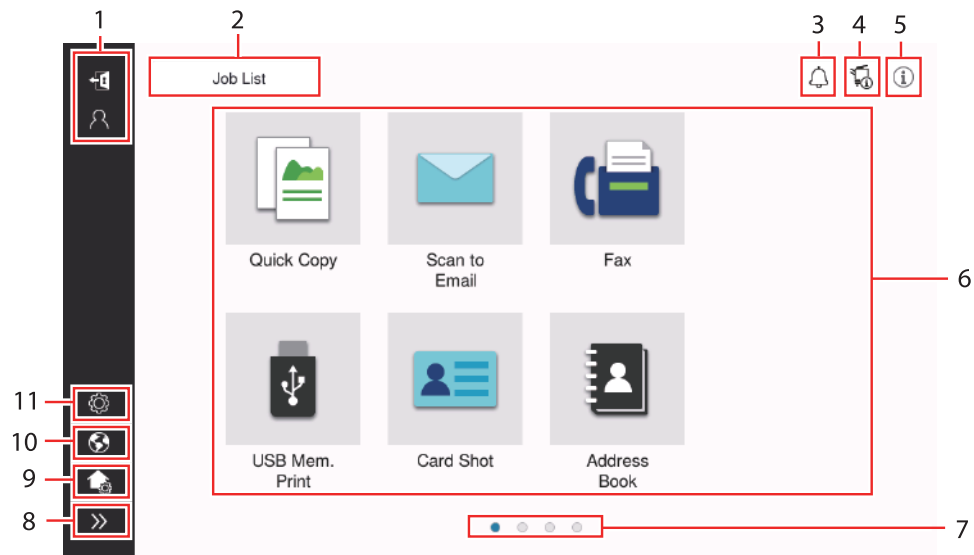 1
2
3
4
5
Job List
Quick Copy
Scan to
Email
Fax
6
USB Mem.
Print
Card Shot
Address
Book
11
10
9
8
7